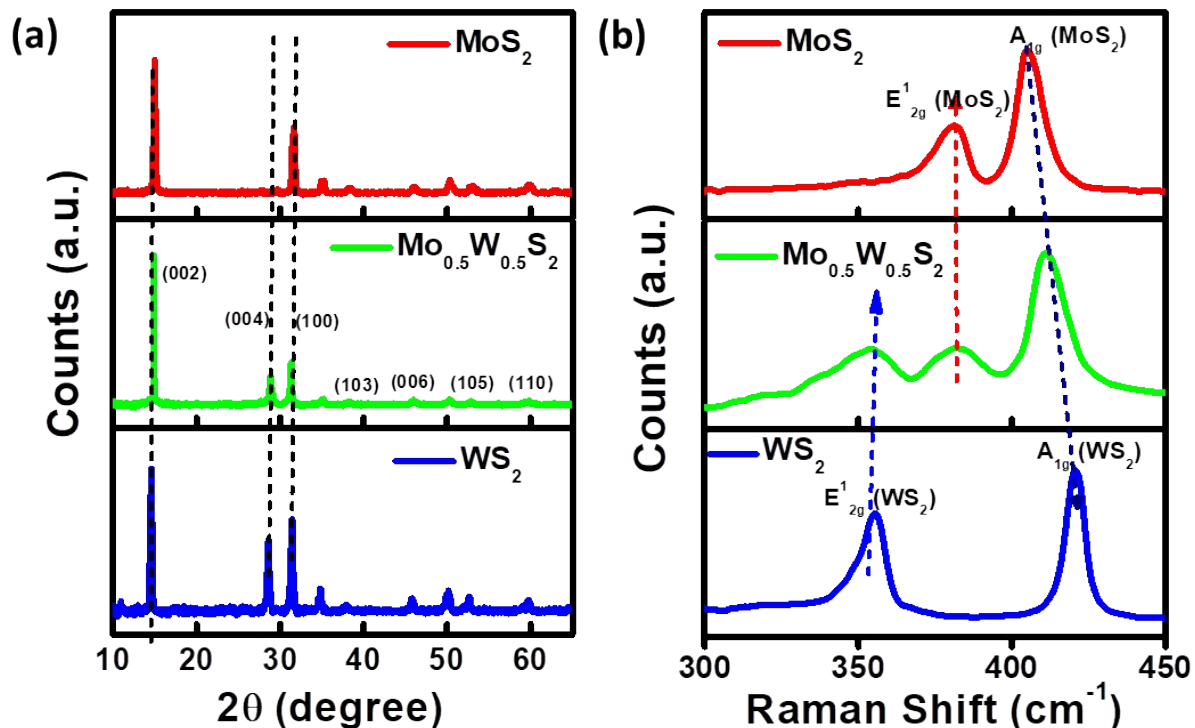 (a)
MoS₂
Mo₀.₅W₀.₅S₂
(002)
(004)
(100)
(103)
(006)
(105)
(110)
WS₂
Counts (a.u.)
10 20 30 40 50 60
2θ (degree)
(b)
MoS₂
A₁g (MoS₂)
E¹₂g (MoS₂)
Mo₀.₅W₀.₅S₂
WS₂
A₁g (WS₂)
E¹₂g (WS₂)
Counts (a.u.)
300 350 400 450
Raman Shift (cm⁻¹)